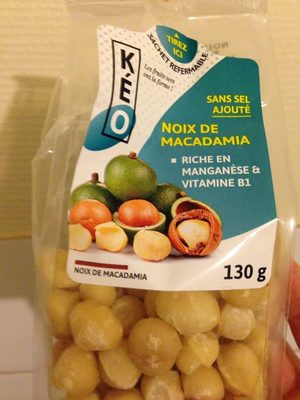 TIREZ
ICI
SACHET REFERMABLE
KÉO
Les fruits secs
ont la forme !
SANS SEL
AJOUTÉ
NOIX DE
MACADAMIA
▪ RICHE EN
MANGANÈSE &
VITAMINE B1
NOIX DE MACADAMIA
130 g